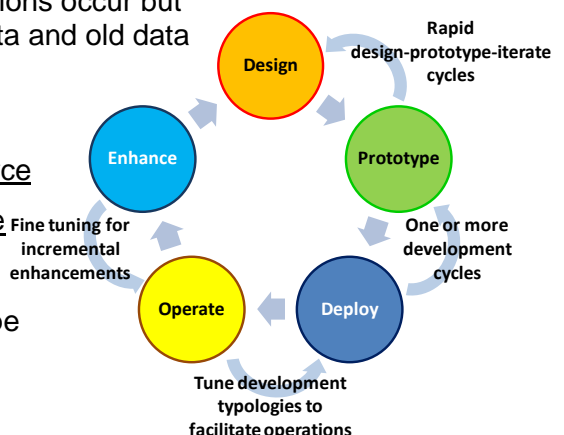 ions occur but
ta and old data
Design
Rapid
design-prototype-iterate
cycles
Enhance
Prototype
Fine tuning for
incremental
enhancements
One or more
development
cycles
Operate
Deploy
Tune development
typologies to
facilitate operations